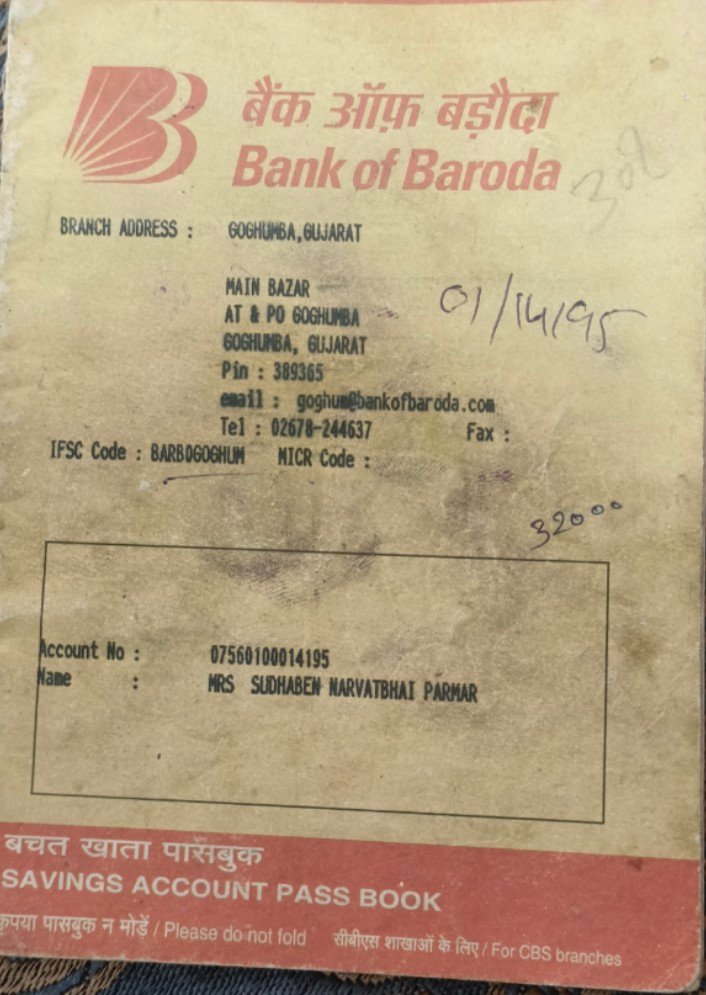 बैंक ऑफ़ बड़ौदा
Bank of Baroda
BRANCH ADDRESS : GOGHUMBA,GUJARAT
MAIN BAZAR
01/14195
AT & PO GOGHUMBA
GOGHUMBA, GUJARAT
Pin : 389365
email : goghum@bankofbaroda.com
Tel : 02678-244637 Fax :
IFSC Code : BARB0GOGHUM MICR Code :
32000
Account No : 07560100014195
Name : MRS SUDHABEN NARVATBHAI PARMAR
बचत खाता पासबुक
SAVINGS ACCOUNT PASS BOOK
कृपया पासबुक न मोड़ें / Please do not fold सीबीएस शाखाओं के लिए / For CBS branches